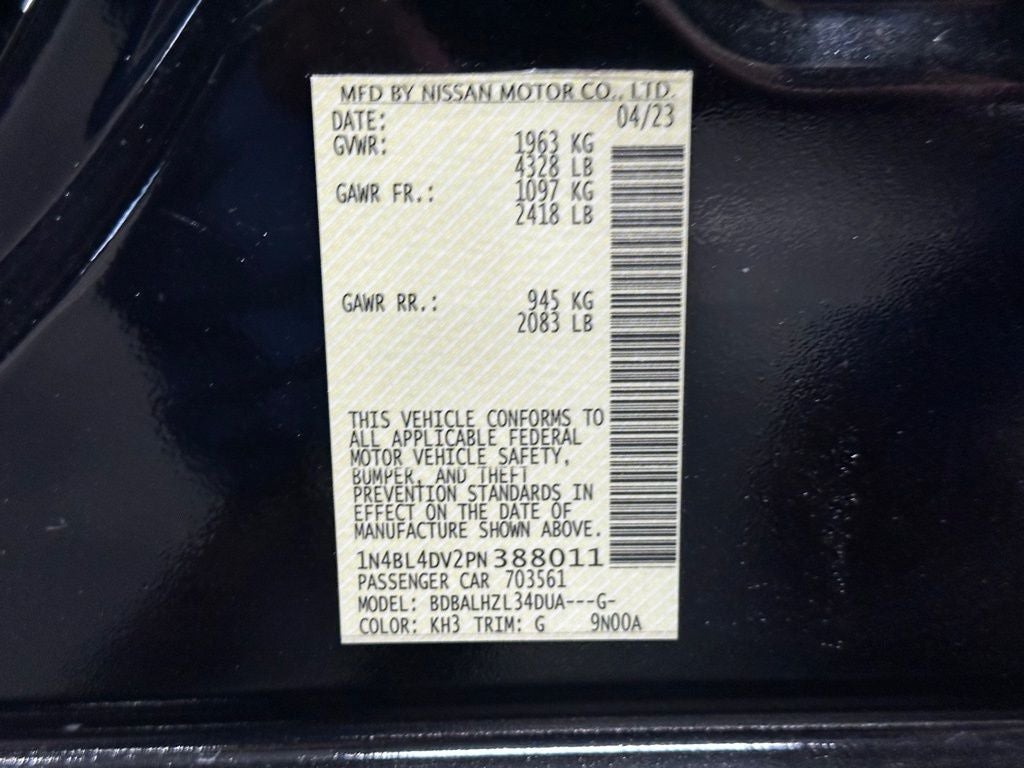 MFD BY NISSAN MOTOR CO., LTD.
DATE: 04/23
GVWR: 1963 KG
4328 LB
GAWR FR.: 1097 KG
2418 LB
GAWR RR.: 945 KG
2083 LB
THIS VEHICLE CONFORMS TO
ALL APPLICABLE FEDERAL
MOTOR VEHICLE SAFETY,
BUMPER, AND THEFT
PREVENTION STANDARDS IN
EFFECT ON THE DATE OF
MANUFACTURE SHOWN ABOVE.
1N4BL4DV2PN388011
PASSENGER CAR 703561
MODEL: BDBALHZL34DUA---G-
COLOR: KH3 TRIM: G 9N00A